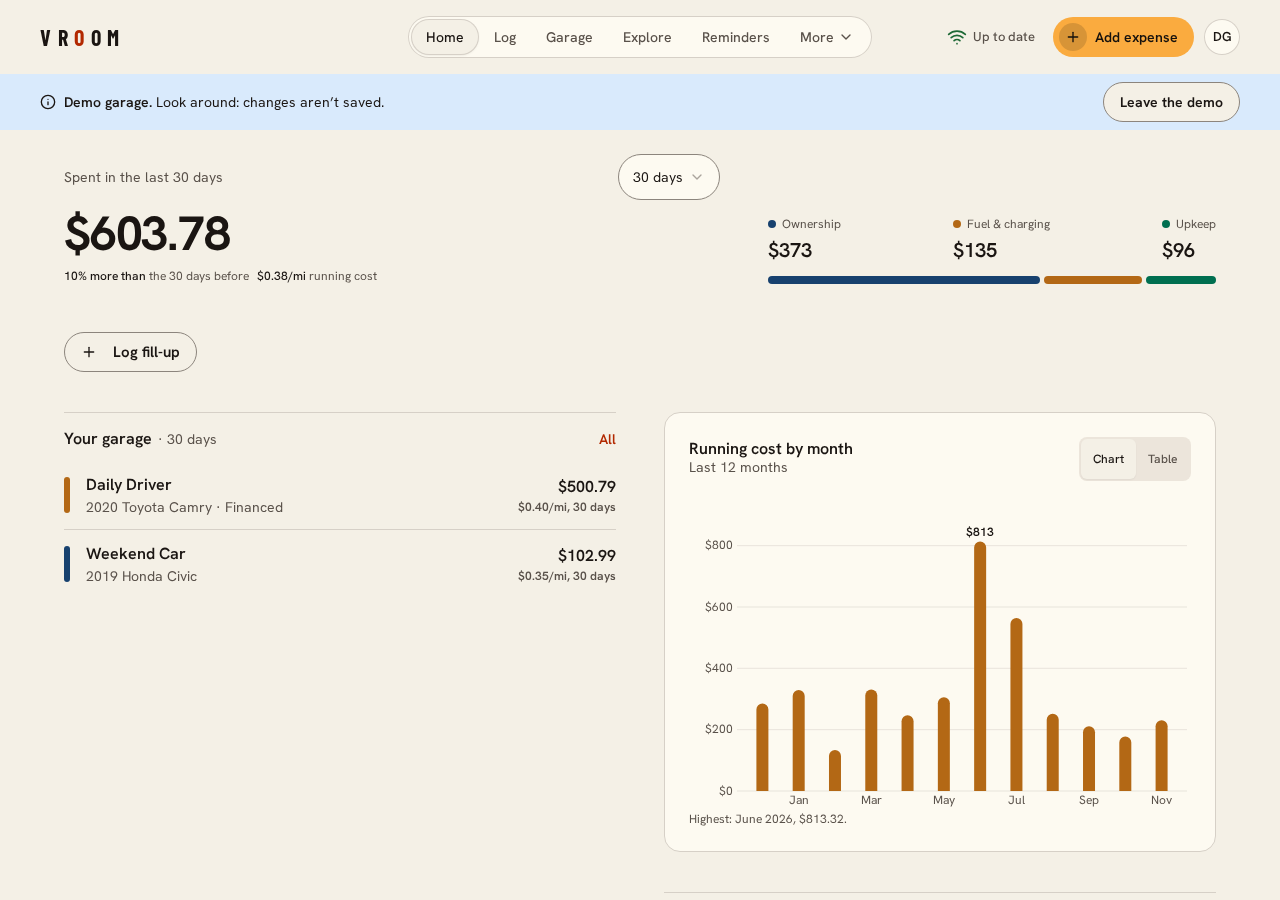 VROOM
Home Log Garage Explore Reminders More
Up to date
Add expense
DG
Demo garage. Look around: changes aren’t saved.
Leave the demo
Spent in the last 30 days
30 days
$603.78
10% more than the 30 days before $0.38/mi running cost
Ownership Fuel & charging Upkeep
$373 $135 $96
Log fill-up
Your garage · 30 days
All
Daily Driver
$500.79
2020 Toyota Camry · Financed
$0.40/mi, 30 days
Weekend Car
$102.99
2019 Honda Civic
$0.35/mi, 30 days
Running cost by month
Last 12 months
Chart Table
$813
$800
$600
$400
$200
$0
Jan Mar May Jul Sep Nov
Highest: June 2026, $813.32.